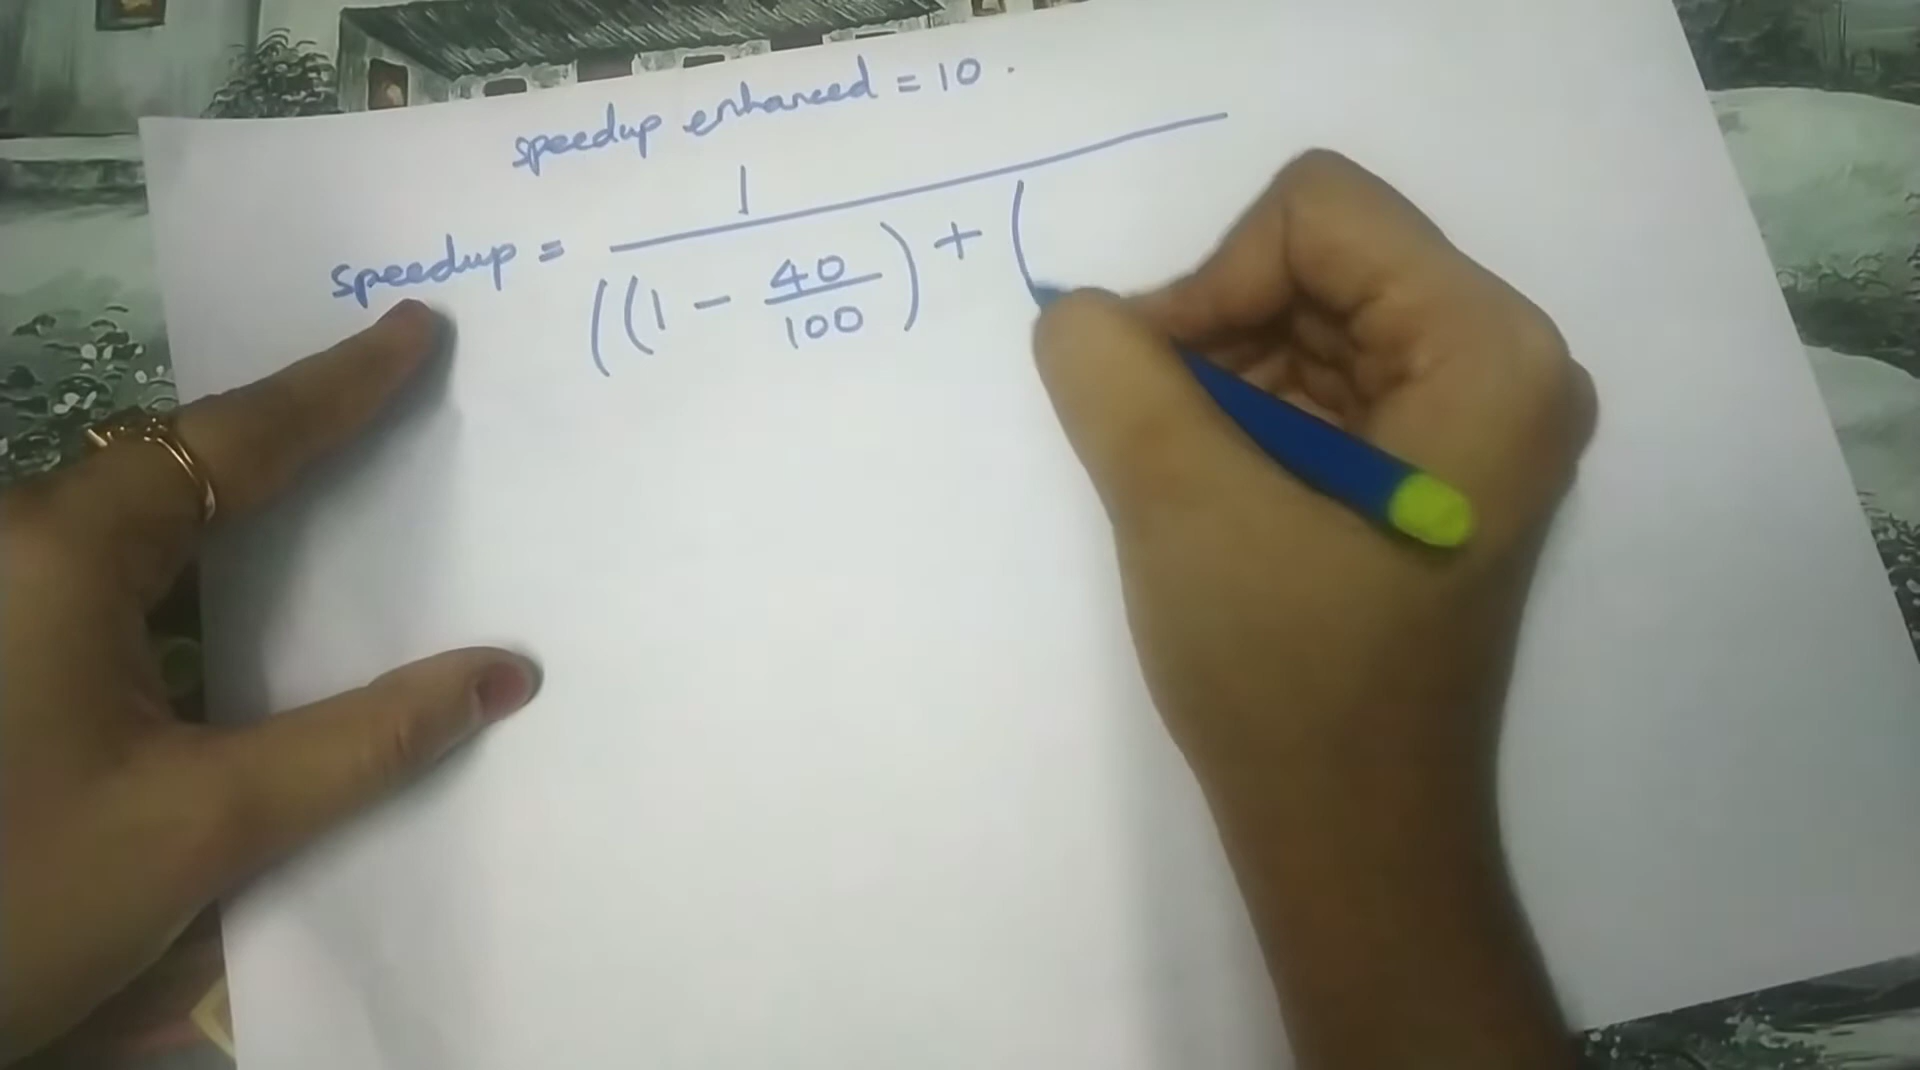 speedup enhanced = 10.
speedup = 1
((1 - 40/100) + (